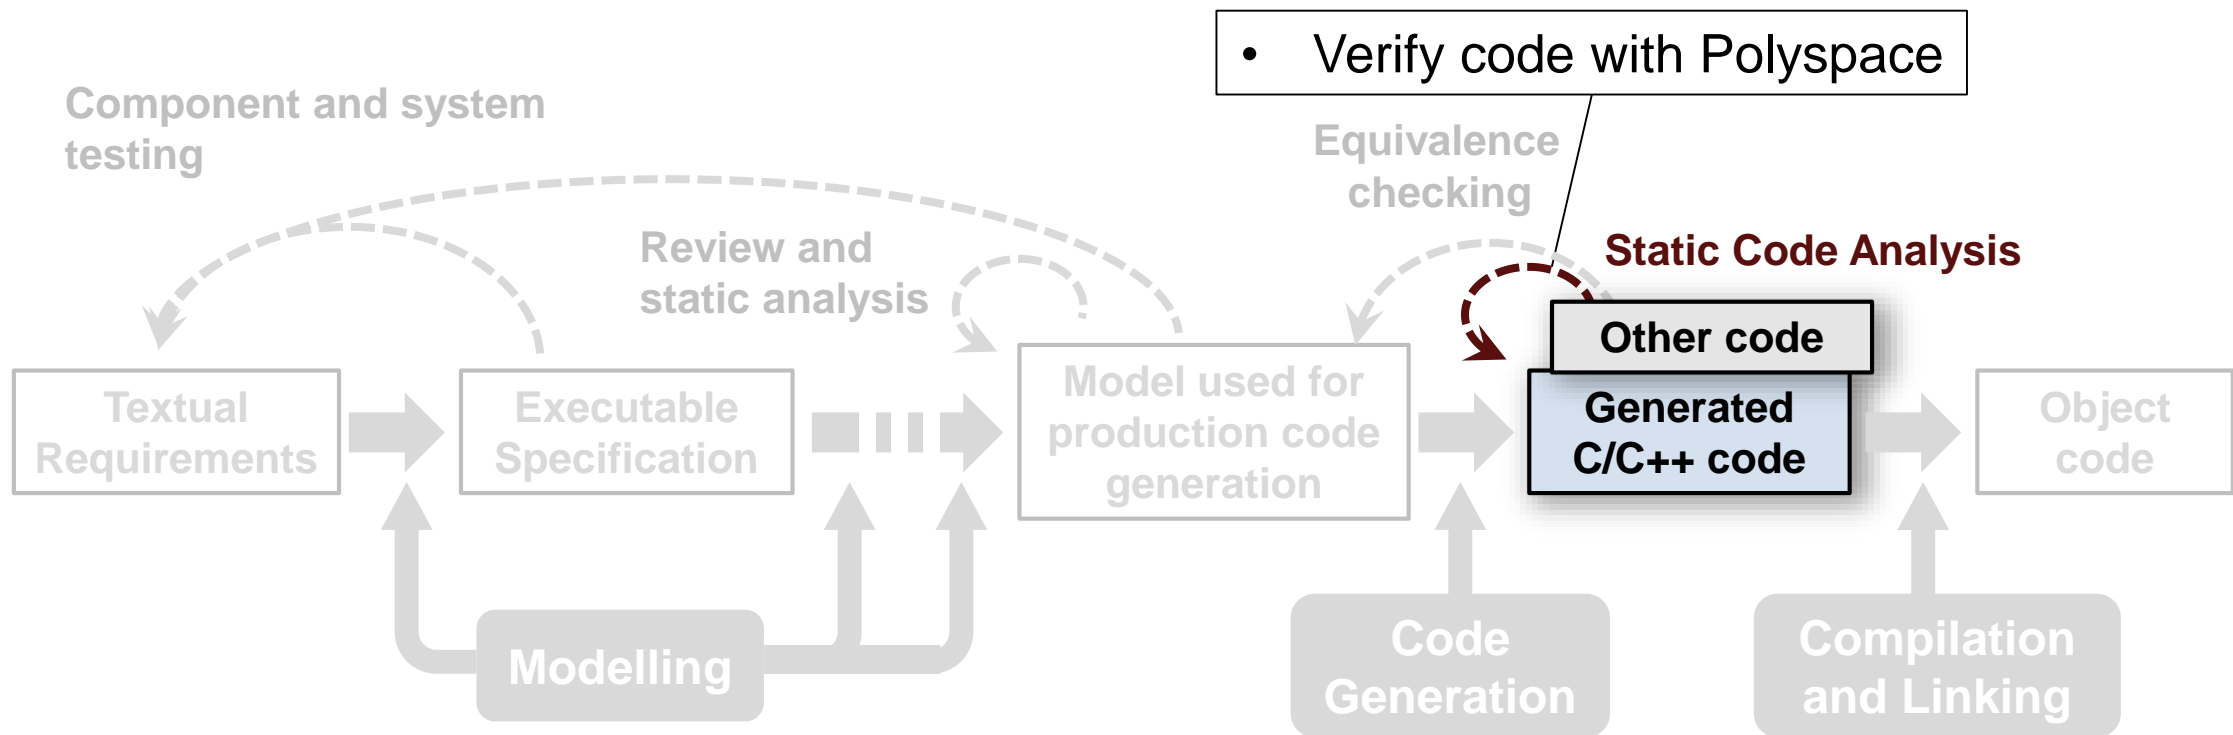 • Verify code with Polyspace
Component and system
testing
Equivalence
checking
Review and
static analysis
Static Code Analysis
Other code
Textual
Requirements
Executable
Specification
Model used for
production code
generation
Generated
C/C++ code
Object
code
Modelling
Code
Generation
Compilation
and Linking